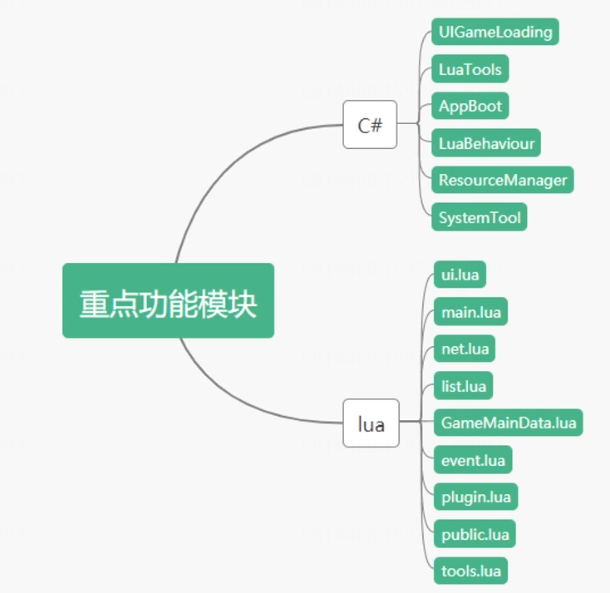 重点功能模块
C#
UIGameLoading
LuaTools
AppBoot
LuaBehaviour
ResourceManager
SystemTool
lua
ui.lua
main.lua
net.lua
list.lua
GameMainData.lua
event.lua
plugin.lua
public.lua
tools.lua